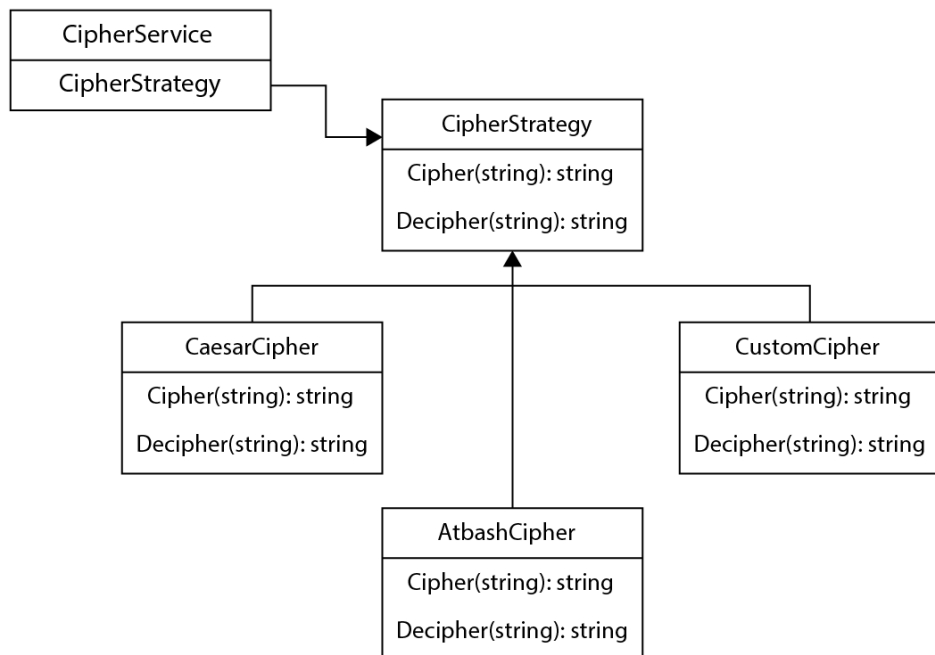 CipherService
CipherStrategy
CipherStrategy
Cipher(string): string
Decipher(string): string
CaesarCipher
Cipher(string): string
Decipher(string): string
CustomCipher
Cipher(string): string
Decipher(string): string
AtbashCipher
Cipher(string): string
Decipher(string): string